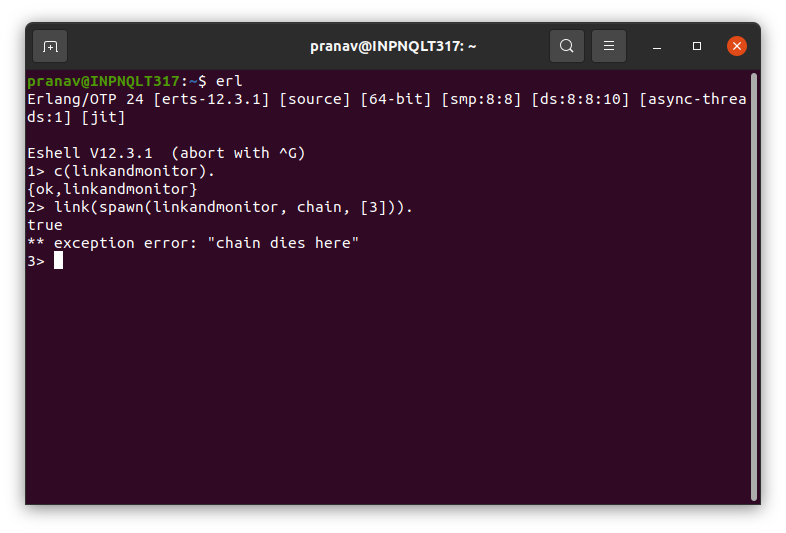 pranav@INPNQLT317: ~
pranav@INPNQLT317:~$ erl
Erlang/OTP 24 [erts-12.3.1] [source] [64-bit] [smp:8:8] [ds:8:8:10] [async-threa
ds:1] [jit]
Eshell V12.3.1  (abort with ^G)
1> c(linkandmonitor).
{ok,linkandmonitor}
2> link(spawn(linkandmonitor, chain, [3])).
true
** exception error: "chain dies here"
3>